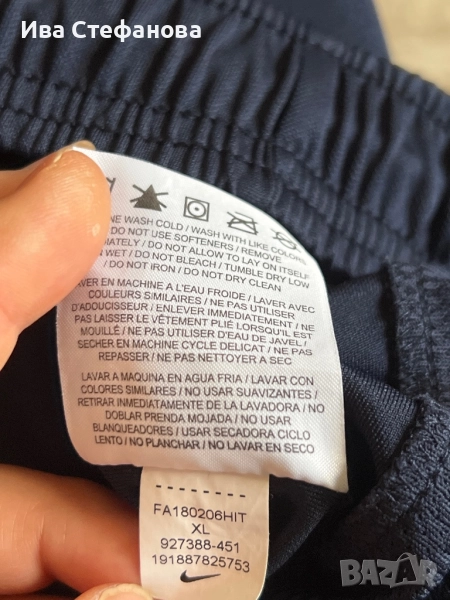 Ива Стефанова
NE WASH COLD / WASH WITH LIKE COLORS
DO NOT USE SOFTENERS / REMOVE
IATELY / DO NOT ALLOW TO LAY ON ITSELF
EN WET / DO NOT BLEACH / TUMBLE DRY LOW
/ DO NOT IRON / DO NOT DRY CLEAN
AVER EN MACHINE A L'EAU FROIDE / LAVER AVEC
COULEURS SIMILAIRES / NE PAS UTILISER
D'ADOUCISSEUR / ENLEVER IMMÉDIATEMENT / NE
PAS LAISSER LE VÊTEMENT PLIÉ LORSQU'IL EST
MOUILLÉ / NE PAS UTILISER D'EAU DE JAVEL /
SECHER EN MACHINE CYCLE DELICAT / NE PAS
REPASSER / NE PAS NETTOYER A SEC
LAVAR A MAQUINA EN AGUA FRIA / LAVAR CON
COLORES SIMILARES / NO USAR SUAVIZANTES /
RETIRAR INMEDIATAMENTE DE LA LAVADORA / NO
DOBLAR PRENDA MOJADA / NO USAR
BLANQUEADORES / USAR SECADORA CICLO
LENTO / NO PLANCHAR / NO LAVAR EN SECO
FA180206HIT
XL
927388-451
191887825753
bazar
БГ